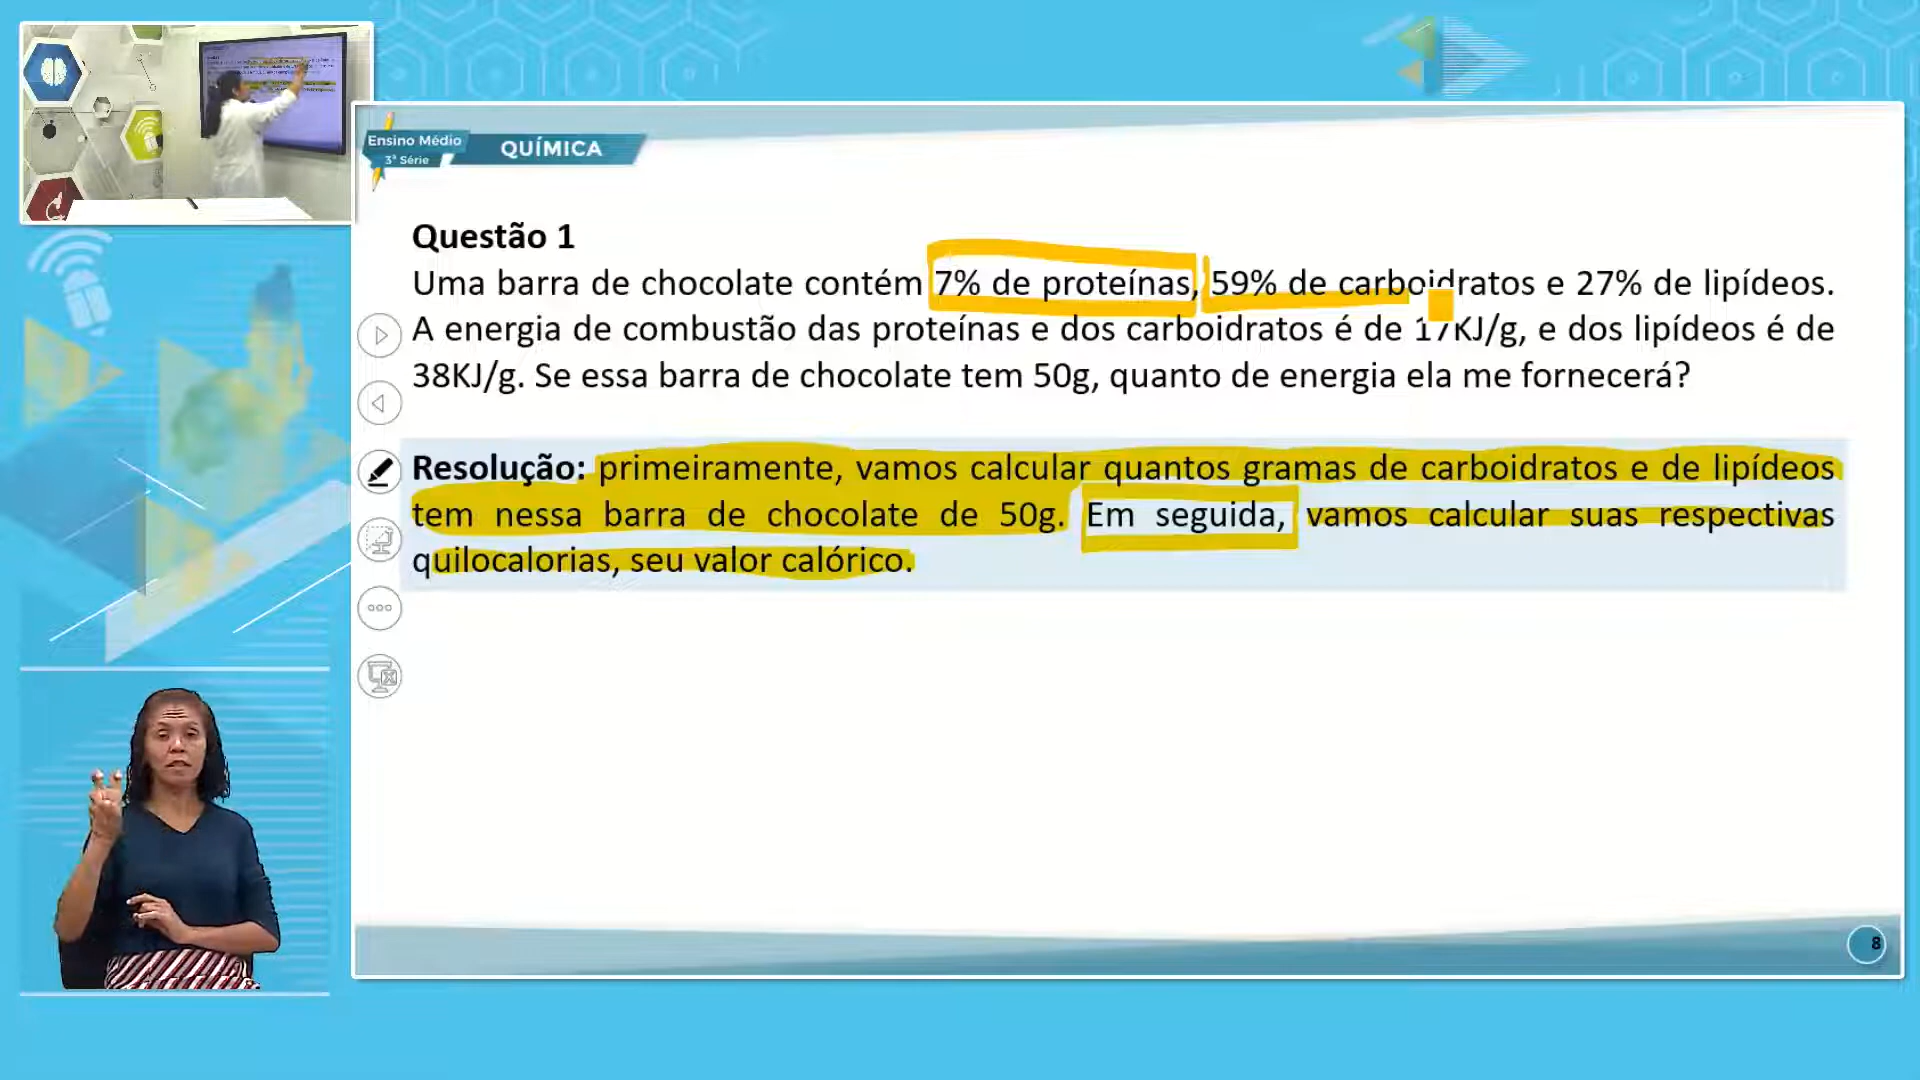 Ensino Médio
3ª Série
QUÍMICA
Questão 1
Uma barra de chocolate contém 7% de proteínas, 59% de carboidratos e 27% de lipídeos.
A energia de combustão das proteínas e dos carboidratos é de 17KJ/g, e dos lipídeos é de
38KJ/g. Se essa barra de chocolate tem 50g, quanto de energia ela me fornecerá?
Resolução: primeiramente, vamos calcular quantos gramas de carboidratos e de lipídeos
tem nessa barra de chocolate de 50g. Em seguida, vamos calcular suas respectivas
quilocalorias, seu valor calórico.
8